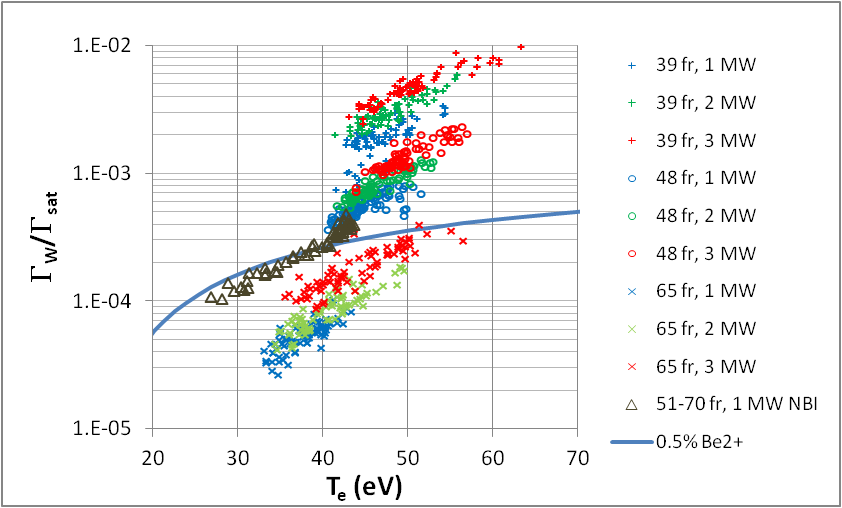 1.E-02
1.E-03
1.E-04
1.E-05
Γw/Γsat
20 30 40 50 60 70
Te (eV)
39 fr, 1 MW
39 fr, 2 MW
39 fr, 3 MW
48 fr, 1 MW
48 fr, 2 MW
48 fr, 3 MW
65 fr, 1 MW
65 fr, 2 MW
65 fr, 3 MW
51-70 fr, 1 MW NBI
0.5% Be2+